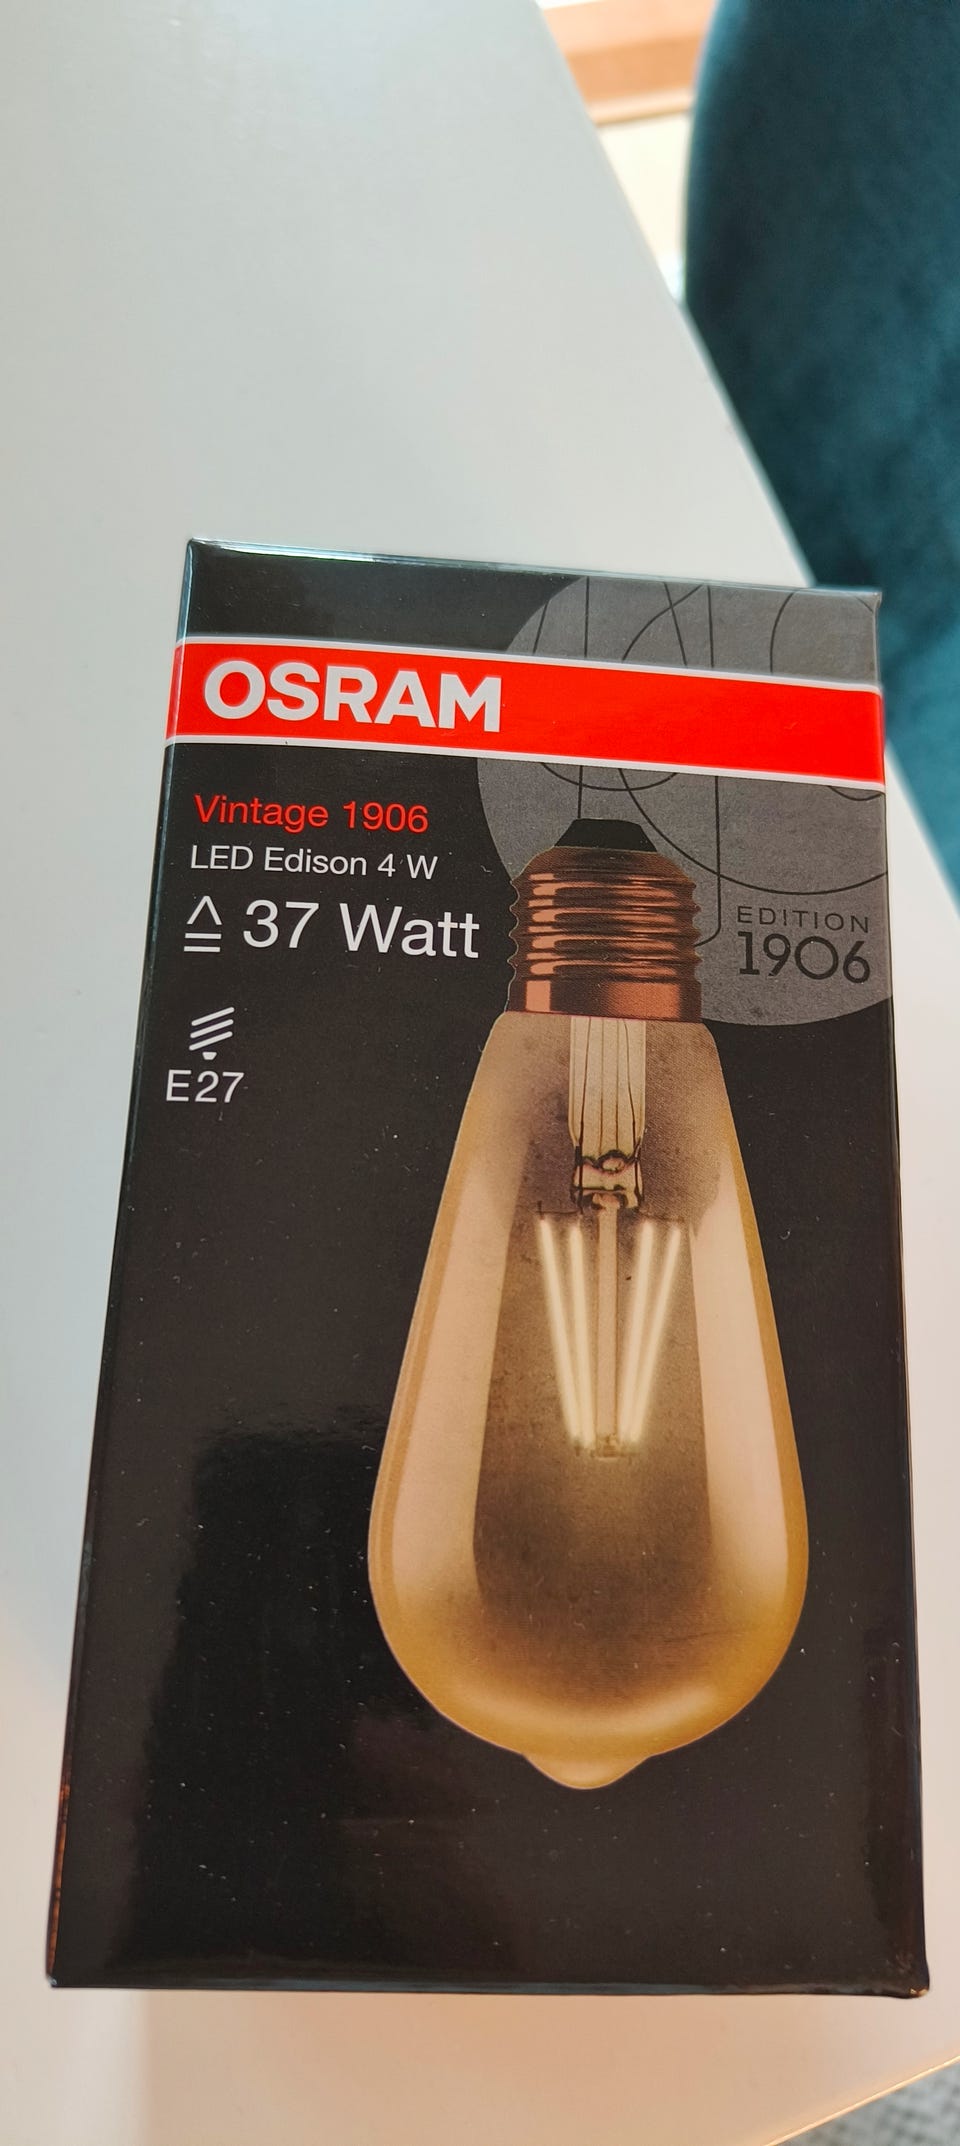 OSRAM
Vintage 1906
LED Edison 4 W
≙ 37 Watt
E27
EDITION
1906